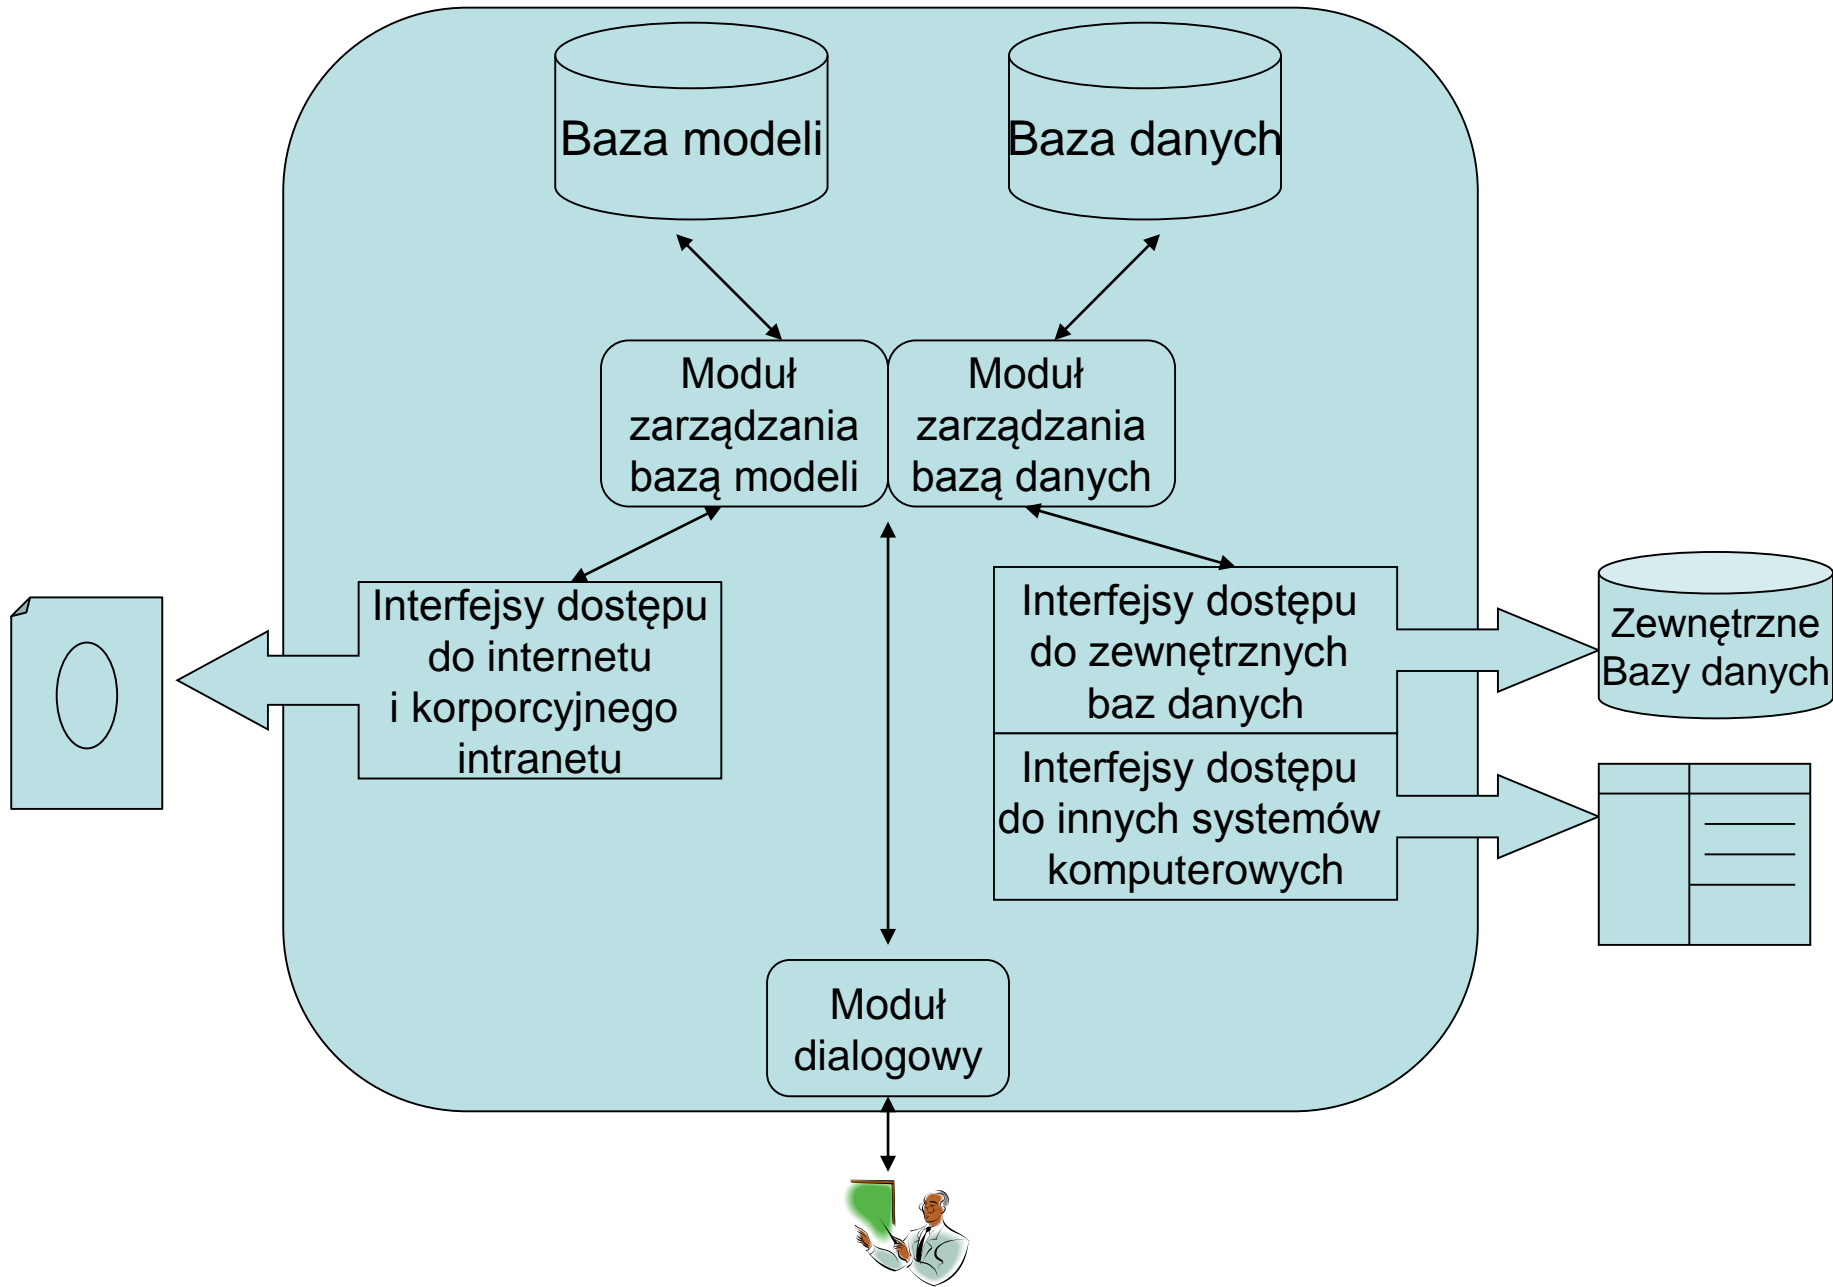 Baza modeli
Baza danych
Moduł
zarządzania
bazą modeli
Moduł
zarządzania
bazą danych
Interfejsy dostępu
do internetu
i korporcyjnego
intranetu
Interfejsy dostępu
do zewnętrznych
baz danych
Zewnętrzne
Bazy danych
Interfejsy dostępu
do innych systemów
komputerowych
Moduł
dialogowy